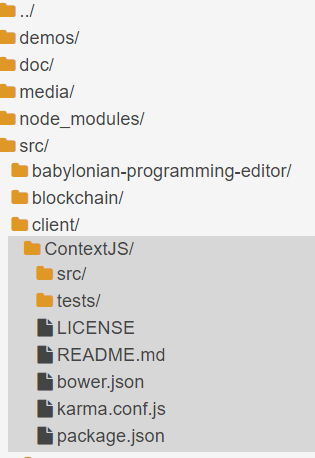 ../
demos/
doc/
media/
node_modules/
src/
babylonian-programming-editor/
blockchain/
client/
ContextJS/
src/
tests/
LICENSE
README.md
bower.json
karma.conf.js
package.json